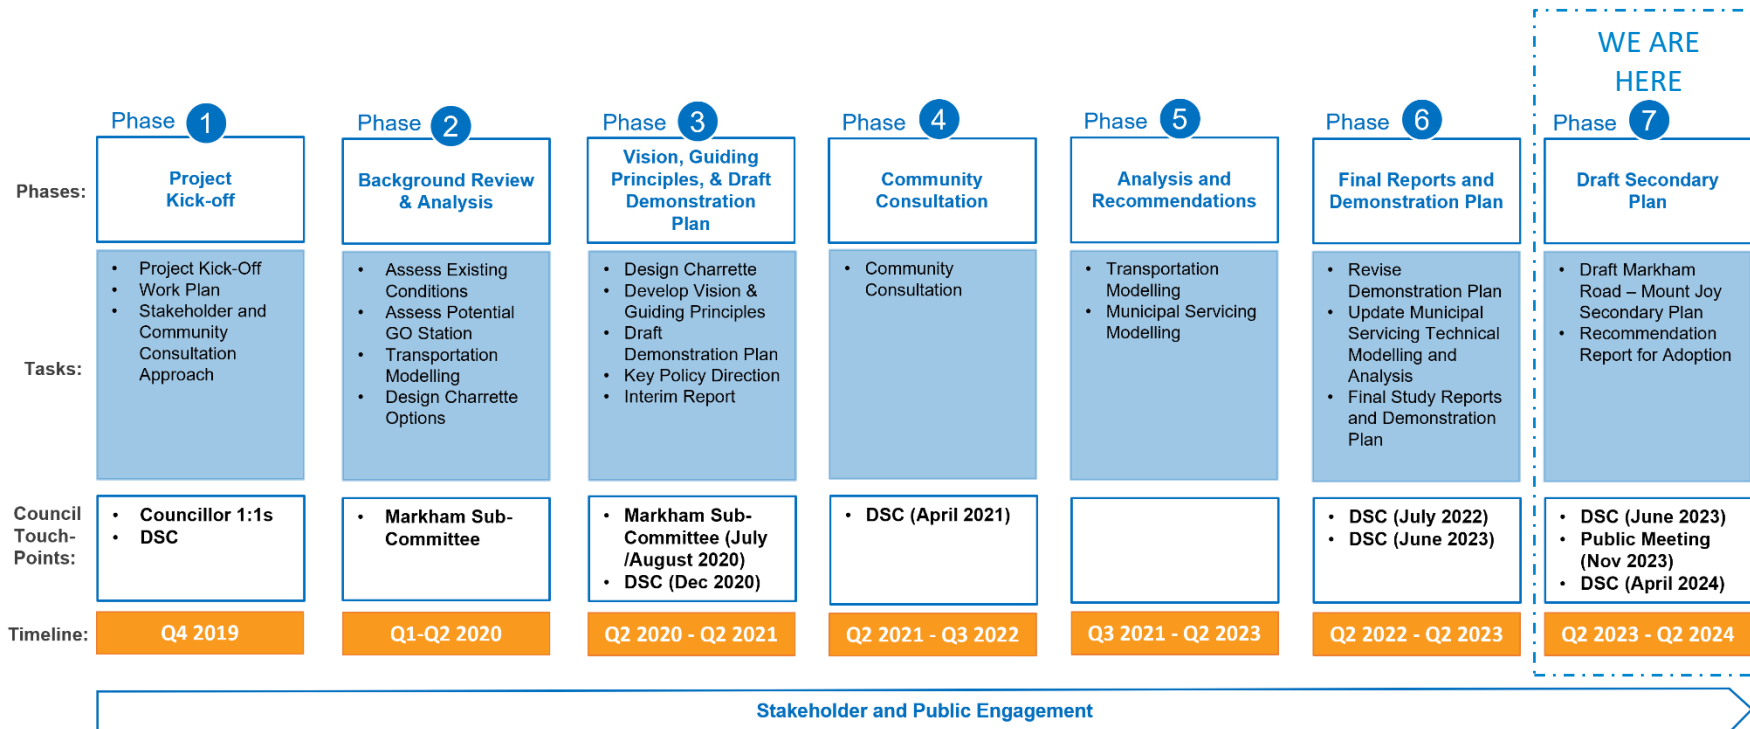 WE ARE
HERE
Phase 1
Phase 2
Phase 3
Phase 4
Phase 5
Phase 6
Phase 7
Phases:
Project
Kick-off
Background Review
& Analysis
Vision, Guiding
Principles, & Draft
Demonstration
Plan
Community
Consultation
Analysis and
Recommendations
Final Reports and
Demonstration Plan
Draft Secondary
Plan
Tasks:
• Project Kick-Off
• Work Plan
• Stakeholder and
Community
Consultation
Approach
• Assess Existing
Conditions
• Assess Potential
GO Station
• Transportation
Modelling
• Design Charrette
Options
• Design Charrette
• Develop Vision &
Guiding Principles
• Draft
Demonstration Plan
• Key Policy Direction
• Interim Report
• Community
Consultation
• Transportation
Modelling
• Municipal Servicing
Modelling
• Revise
Demonstration Plan
• Update Municipal
Servicing Technical
Modelling and
Analysis
• Final Study Reports
and Demonstration
Plan
• Draft Markham
Road – Mount Joy
Secondary Plan
• Recommendation
Report for Adoption
Council
Touch-
Points:
• Councillor 1:1s
• DSC
• Markham Sub-
Committee
• Markham Sub-
Committee (July
/August 2020)
• DSC (Dec 2020)
• DSC (April 2021)
• DSC (July 2022)
• DSC (June 2023)
• DSC (June 2023)
• Public Meeting
(Nov 2023)
• DSC (April 2024)
Timeline:
Q4 2019
Q1-Q2 2020
Q2 2020 - Q2 2021
Q2 2021 - Q3 2022
Q3 2021 - Q2 2023
Q2 2022 - Q2 2023
Q2 2023 - Q2 2024
Stakeholder and Public Engagement